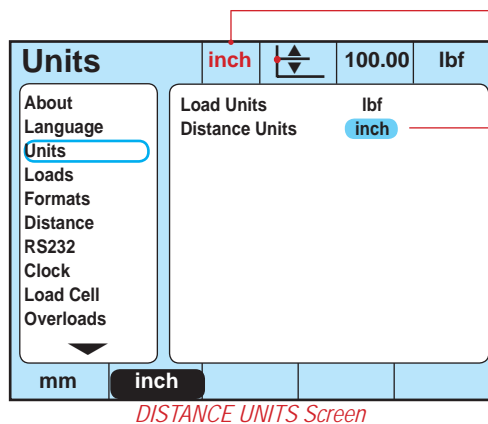 Units inch 100.00 lbf
About
Language
Units
Loads
Formats
Distance
RS232
Clock
Load Cell
Overloads
Load Units lbf
Distance Units inch
mm inch
DISTANCE UNITS Screen